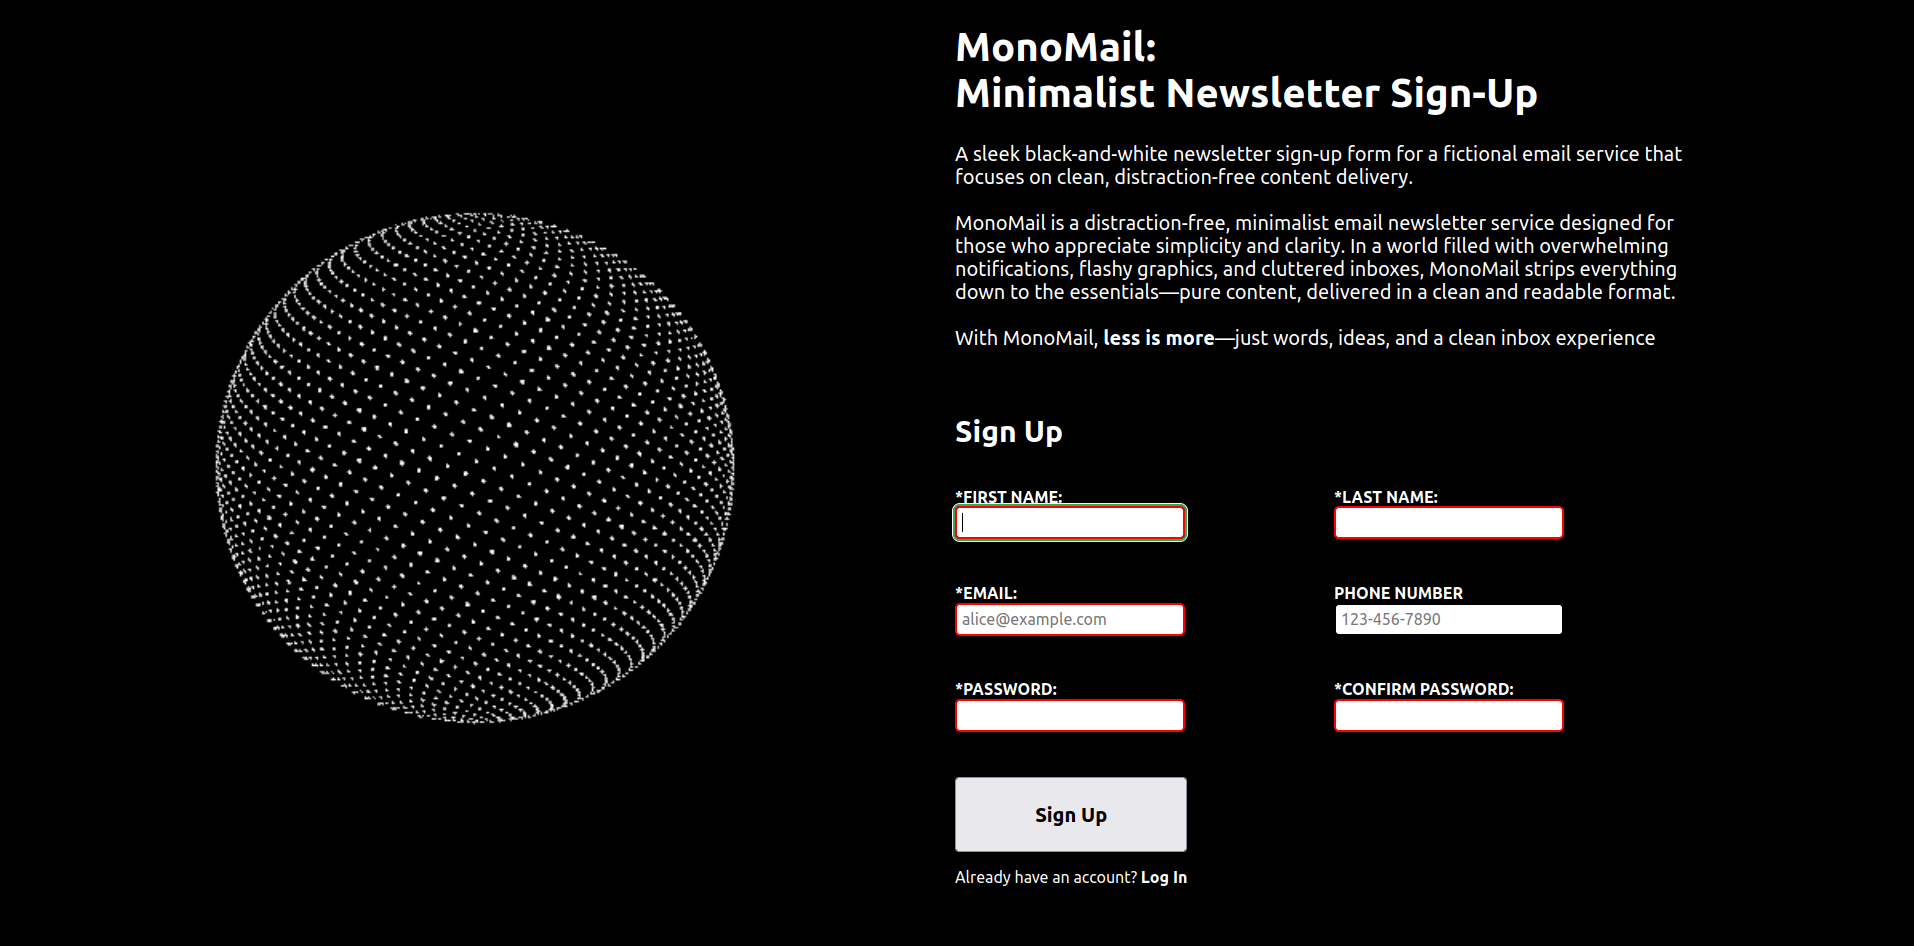 MonoMail:
Minimalist Newsletter Sign-Up
A sleek black-and-white newsletter sign-up form for a fictional email service that
focuses on clean, distraction-free content delivery.
MonoMail is a distraction-free, minimalist email newsletter service designed for
those who appreciate simplicity and clarity. In a world filled with overwhelming
notifications, flashy graphics, and cluttered inboxes, MonoMail strips everything
down to the essentials—pure content, delivered in a clean and readable format.
With MonoMail, less is more—just words, ideas, and a clean inbox experience
Sign Up
*FIRST NAME:
*LAST NAME:
*EMAIL:
alice@example.com
PHONE NUMBER
123-456-7890
*PASSWORD:
*CONFIRM PASSWORD:
Sign Up
Already have an account? Log In